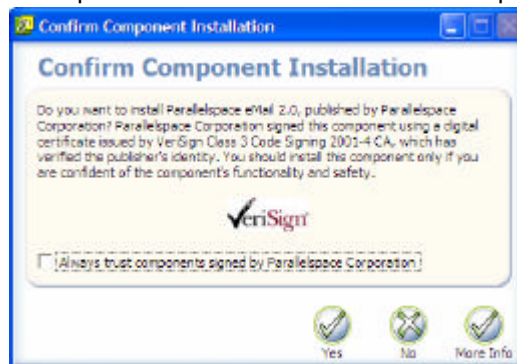 Confirm Component Installation
Confirm Component Installation
Do you want to install Parallelspace eMail 2.0, published by Parallelspace
Corporation? Parallelspace Corporation signed this component using a digital
certificate issued by VeriSign Class 3 Code Signing 2001-4 CA, which has
verified the publisher's identity. You should install this component only if you
are confident of the component's functionality and safety.
VeriSign
Always trust components signed by Parallelspace Corporation
Yes No More Info